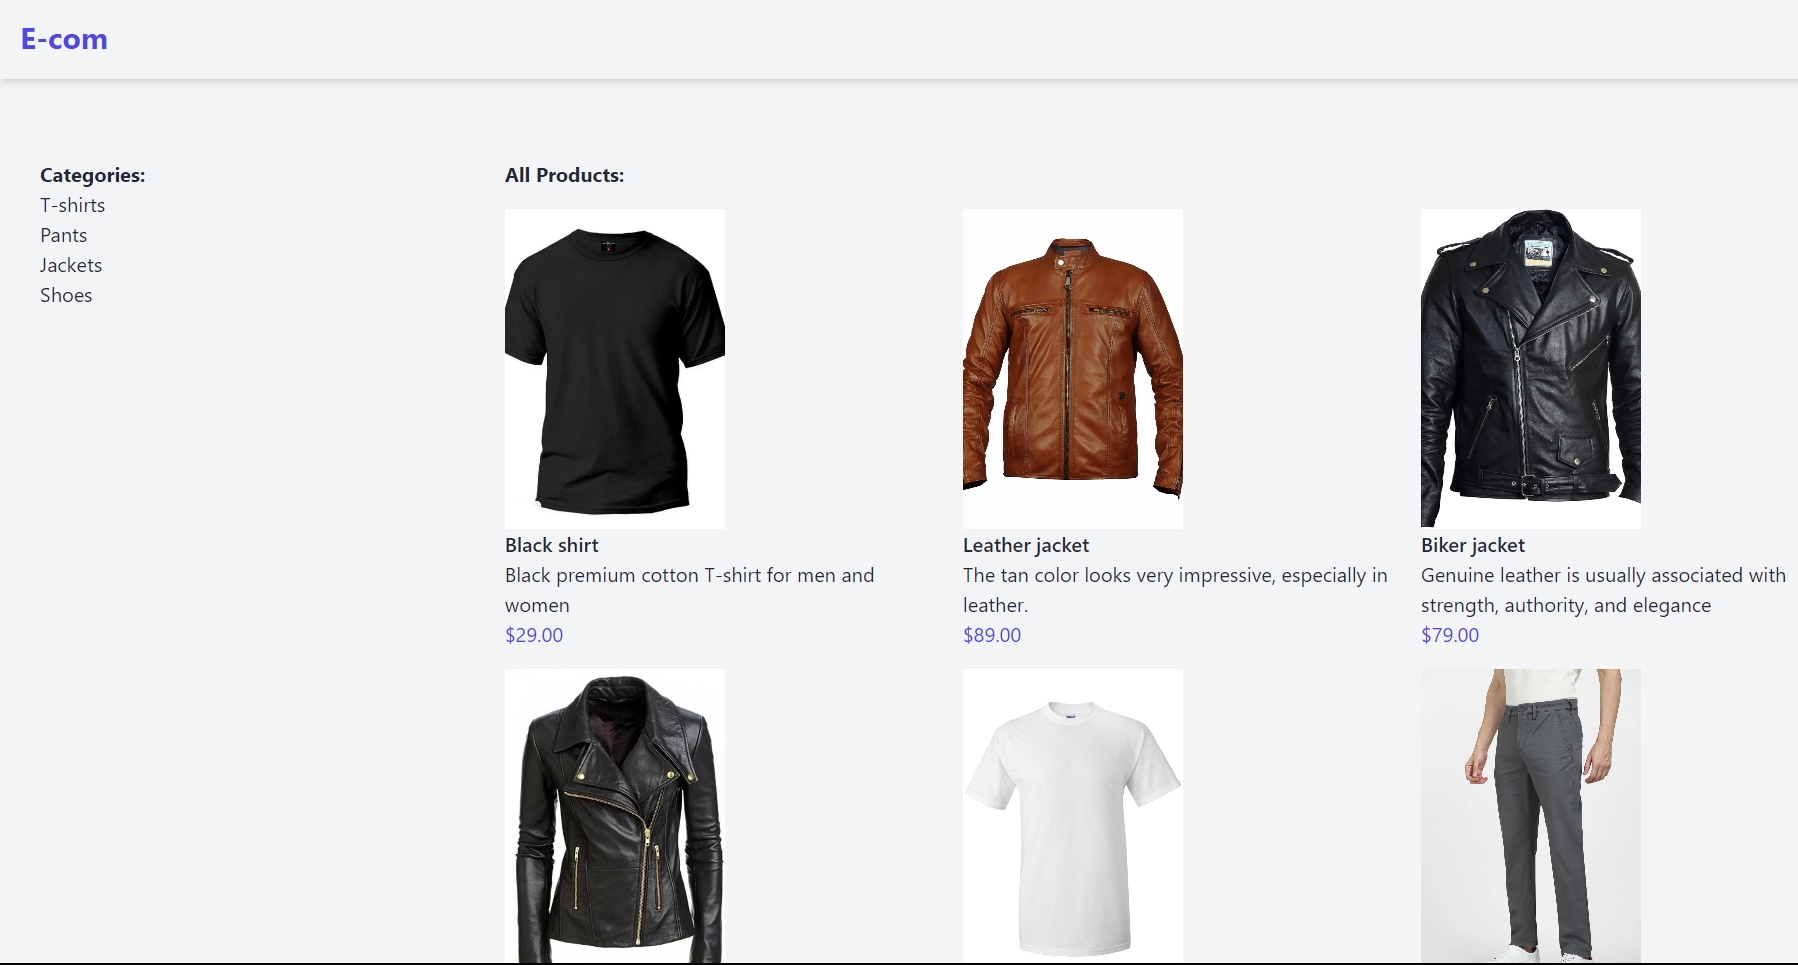 E-com
Categories:
T-shirts
Pants
Jackets
Shoes
All Products:
Black shirt
Black premium cotton T-shirt for men and
women
$29.00
Leather jacket
The tan color looks very impressive, especially in
leather.
$89.00
Biker jacket
Genuine leather is usually associated with
strength, authority, and elegance
$79.00